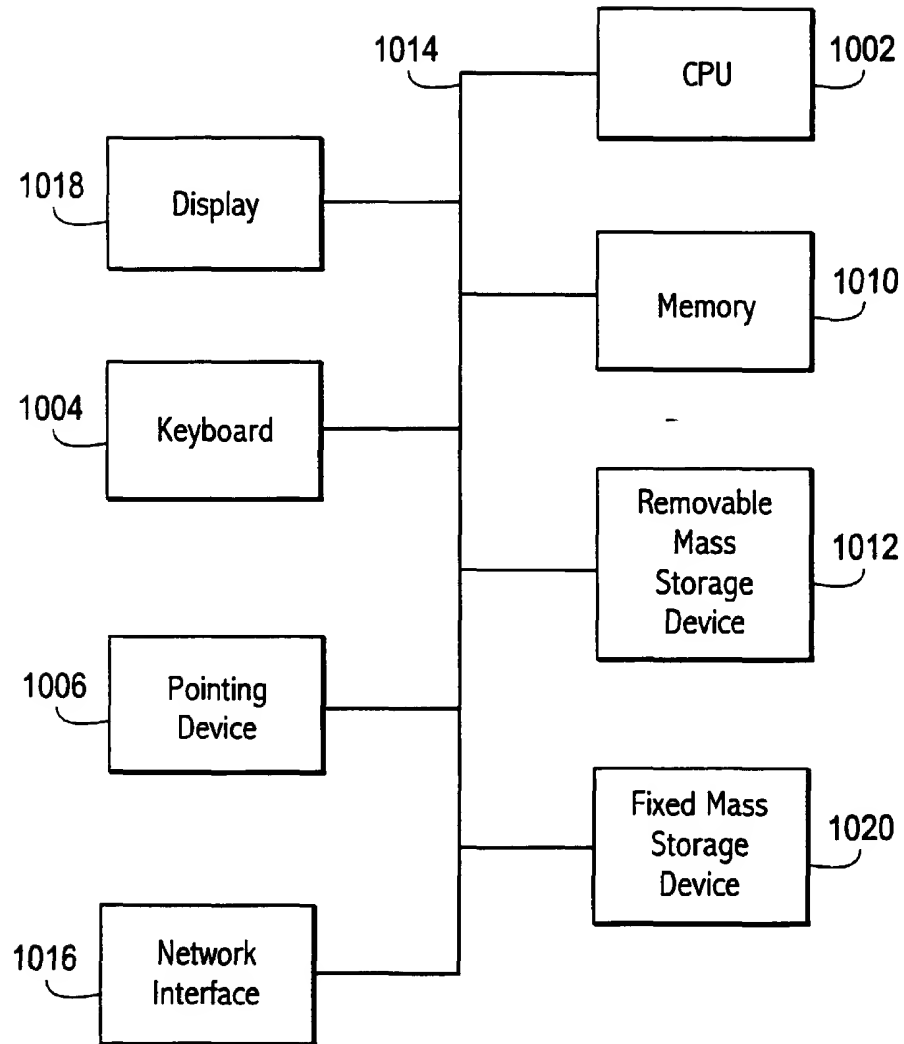 1014
CPU
1002
1018
Display
Memory
1010
1004
Keyboard
Removable
Mass
Storage
Device
1012
1006
Pointing
Device
Fixed Mass
Storage
Device
1020
1016
Network
Interface